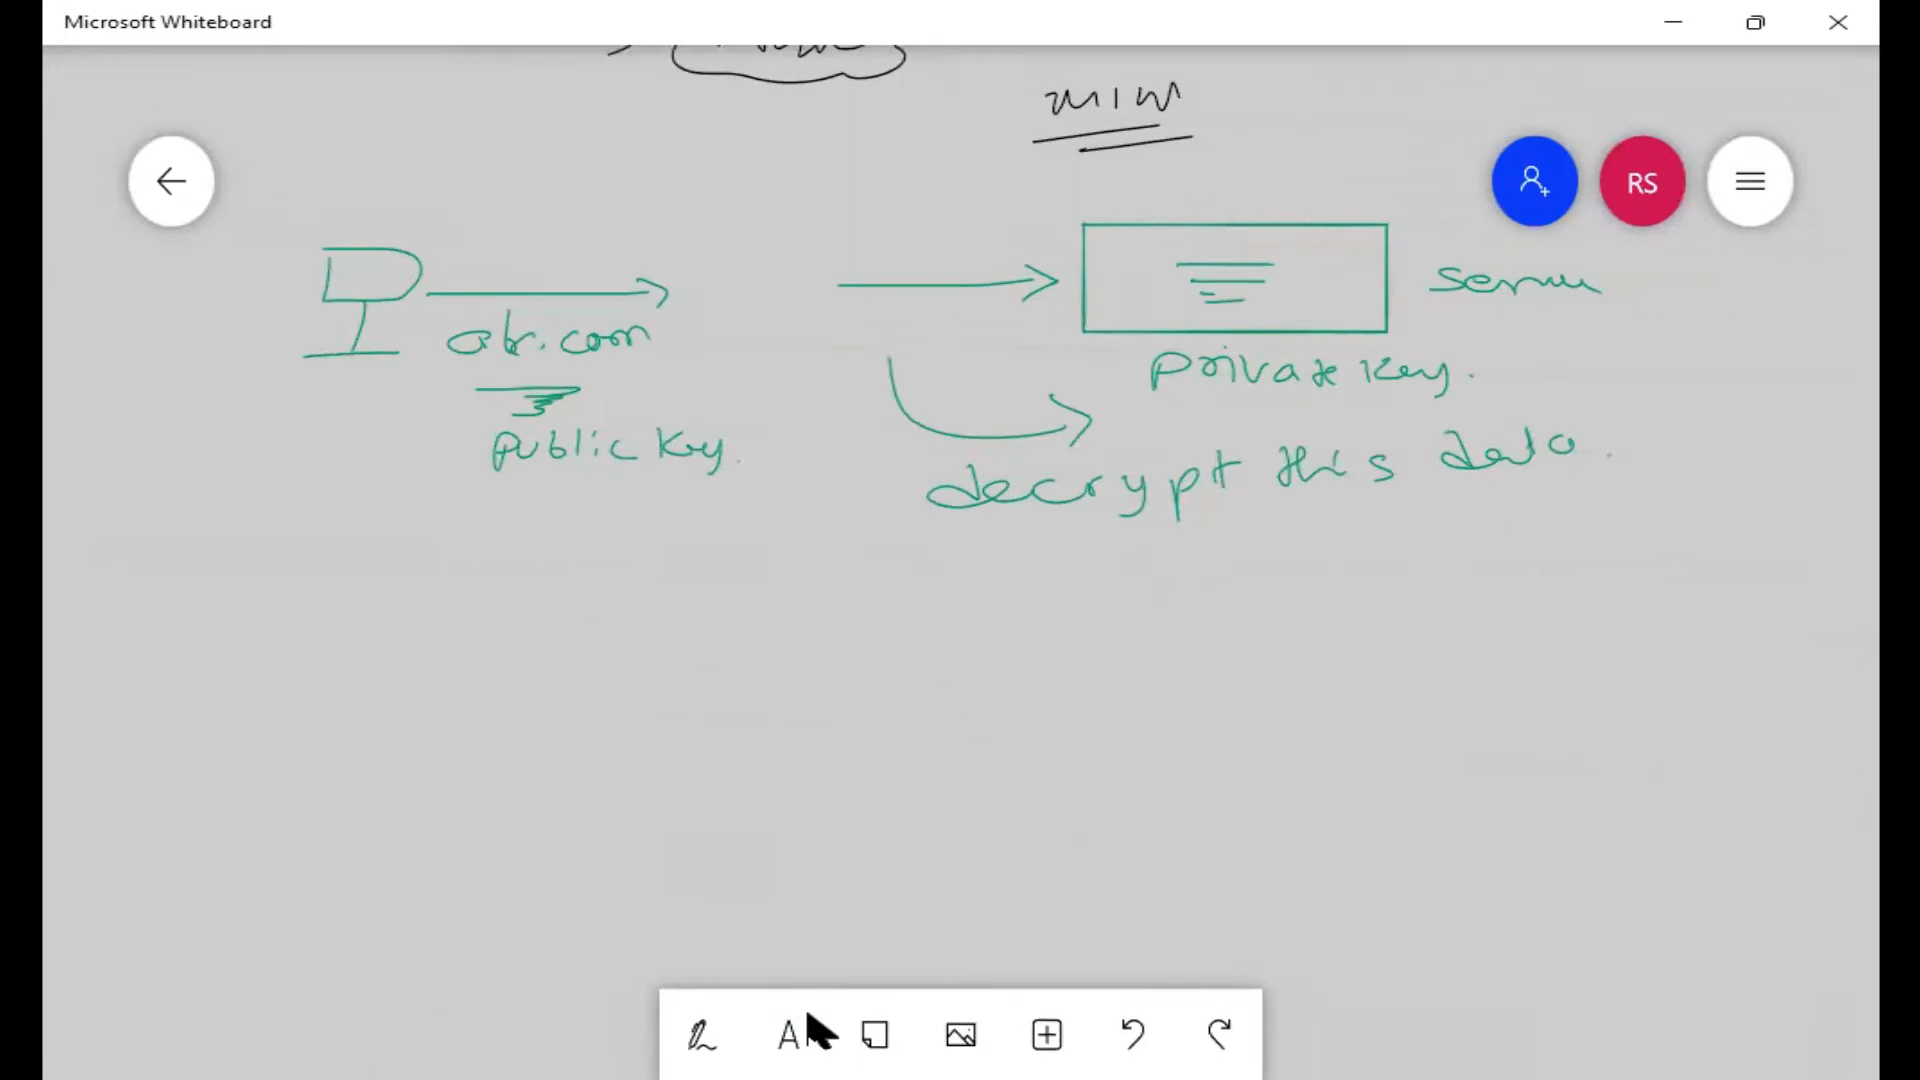 Microsoft Whiteboard
MIM
RS
Server
abc.com
private key.
public key.
decrypt this data.
A